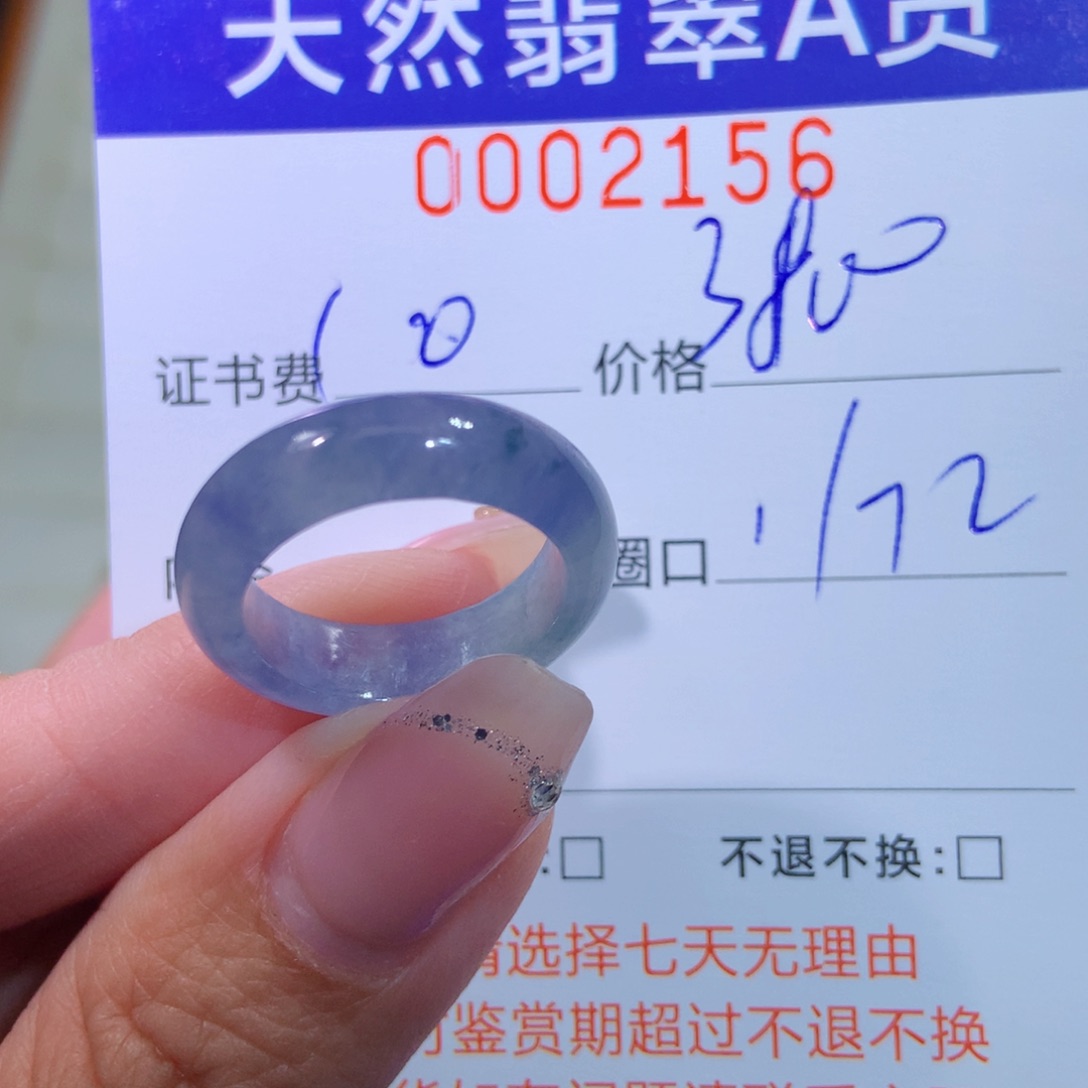 天然翡翠A货
0002156
证书费 10 价格 3800
圈口 17.2
不退不换:□
请选择七天无理由
鉴赏期超过不退不换